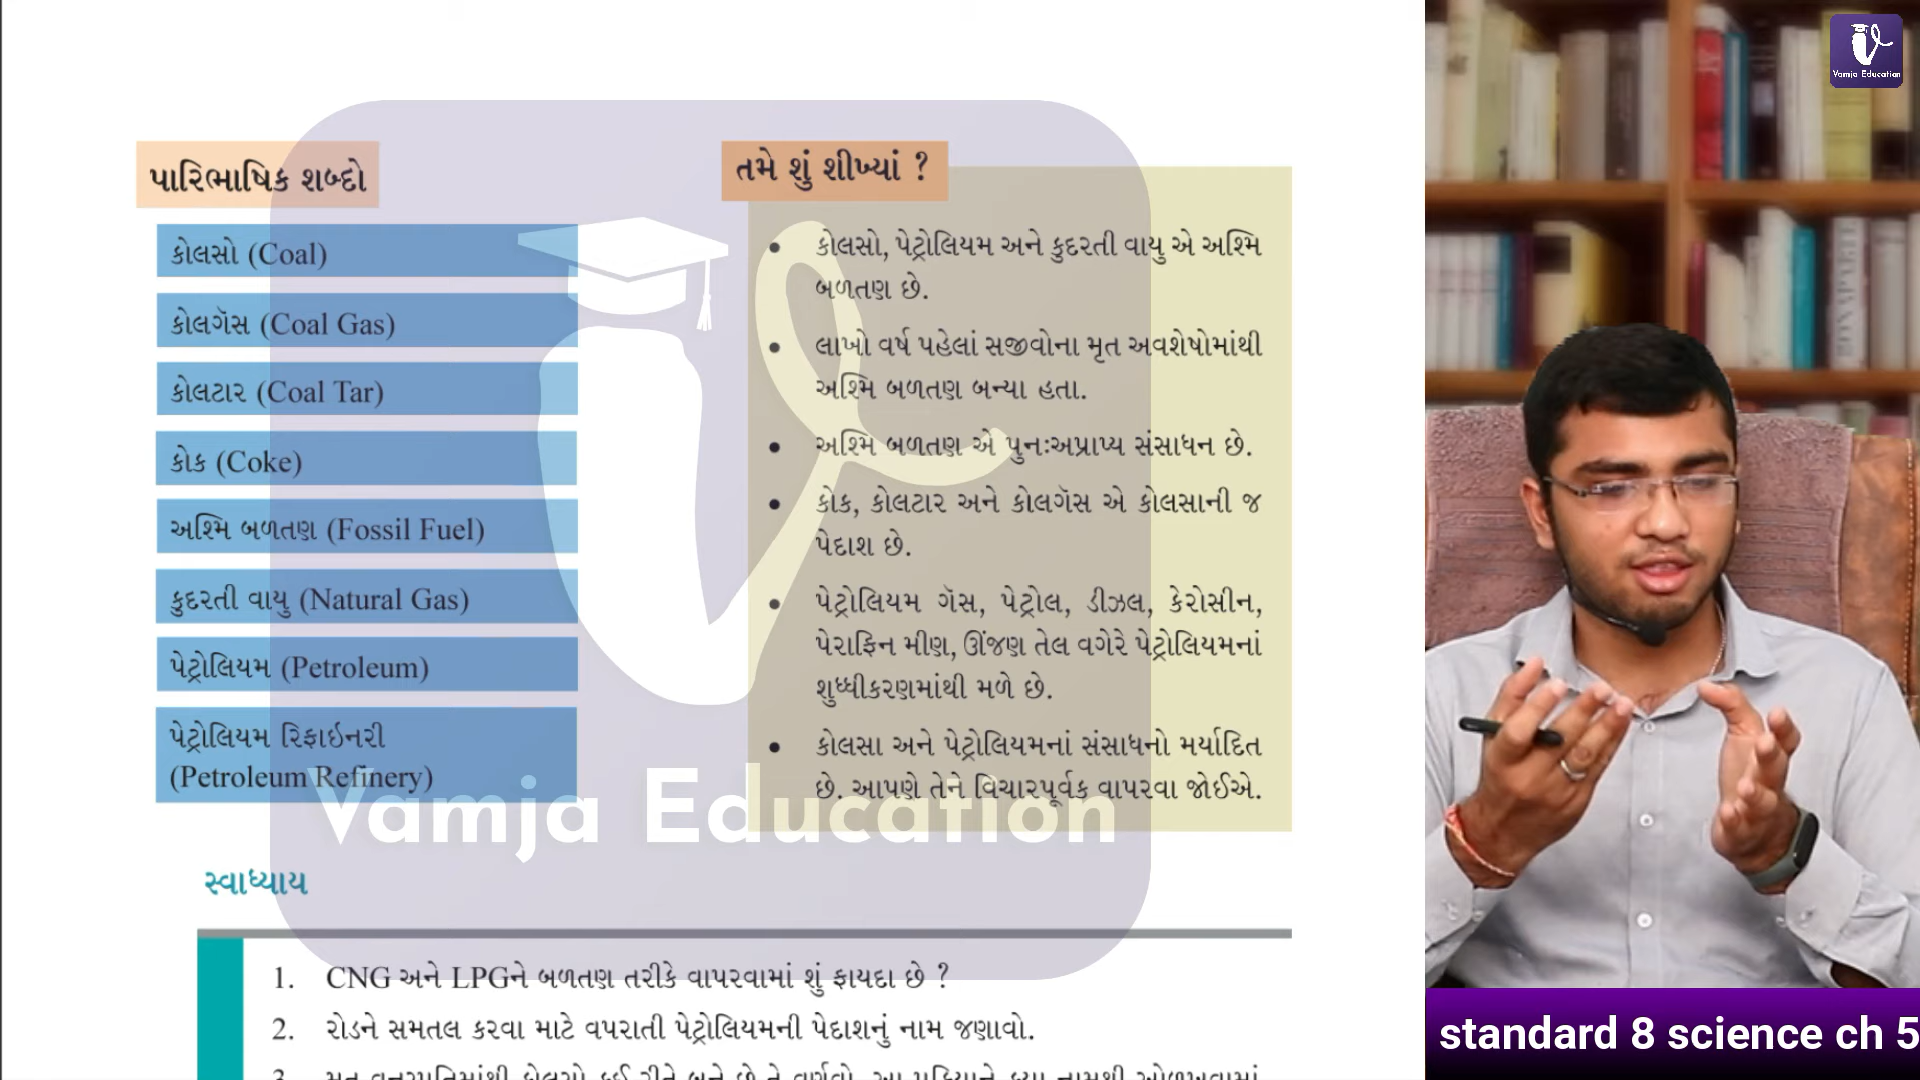 Vamja Education
પારિભાષિક શબ્દો
કોલસો (Coal)
કોલગૅસ (Coal Gas)
કોલટાર (Coal Tar)
કોક (Coke)
અશ્મિ બળતણ (Fossil Fuel)
કુદરતી વાયુ (Natural Gas)
પેટ્રોલિયમ (Petroleum)
પેટ્રોલિયમ રિફાઇનરી
(Petroleum Refinery)
તમે શું શીખ્યાં ?
• કોલસો, પેટ્રોલિયમ અને કુદરતી વાયુ એ અશ્મિ
બળતણ છે.
• લાખો વર્ષ પહેલાં સજીવોના મૃત અવશેષોમાંથી
અશ્મિ બળતણ બન્યા હતા.
• અશ્મિ બળતણ એ પુનઃઅપ્રાપ્ય સંસાધન છે.
• કોક, કોલટાર અને કોલગૅસ એ કોલસાની જ
પેદાશ છે.
• પેટ્રોલિયમ ગૅસ, પેટ્રોલ, ડીઝલ, કેરોસીન,
પેરાફિન મીણ, ઊંજણ તેલ વગેરે પેટ્રોલિયમનાં
શુધ્ધીકરણમાંથી મળે છે.
• કોલસા અને પેટ્રોલિયમનાં સંસાધનો મર્યાદિત
છે. આપણે તેને વિચારપૂર્વક વાપરવા જોઈએ.
Vamja Education
સ્વાધ્યાય
1. CNG અને LPGને બળતણ તરીકે વાપરવામાં શું ફાયદા છે ?
2. રોડને સમતલ કરવા માટે વપરાતી પેટ્રોલિયમની પેદાશનું નામ જણાવો.
standard 8 science ch 5